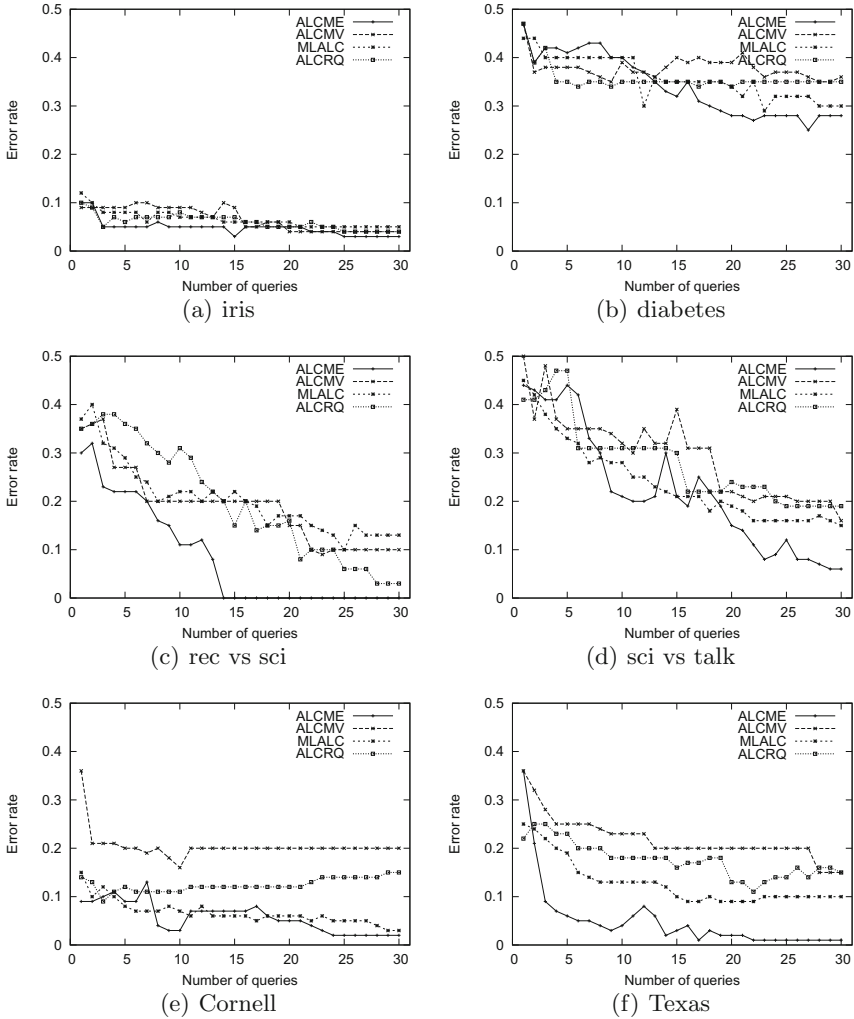 0.5
0.4
0.3
0.2
0.1
0
Error rate
ALCME
ALCMV
MLALC
ALCRQ
0 5 10 15 20 25 30
Number of queries
(a) iris
0.5
0.4
0.3
0.2
0.1
0
Error rate
ALCME
ALCMV
MLALC
ALCRQ
0 5 10 15 20 25 30
Number of queries
(b) diabetes
0.5
0.4
0.3
0.2
0.1
0
Error rate
ALCME
ALCMV
MLALC
ALCRQ
0 5 10 15 20 25 30
Number of queries
(c) rec vs sci
0.5
0.4
0.3
0.2
0.1
0
Error rate
ALCME
ALCMV
MLALC
ALCRQ
0 5 10 15 20 25 30
Number of queries
(d) sci vs talk
0.5
0.4
0.3
0.2
0.1
0
Error rate
ALCME
ALCMV
MLALC
ALCRQ
0 5 10 15 20 25 30
Number of queries
(e) Cornell
0.5
0.4
0.3
0.2
0.1
0
Error rate
ALCME
ALCMV
MLALC
ALCRQ
0 5 10 15 20 25 30
Number of queries
(f) Texas